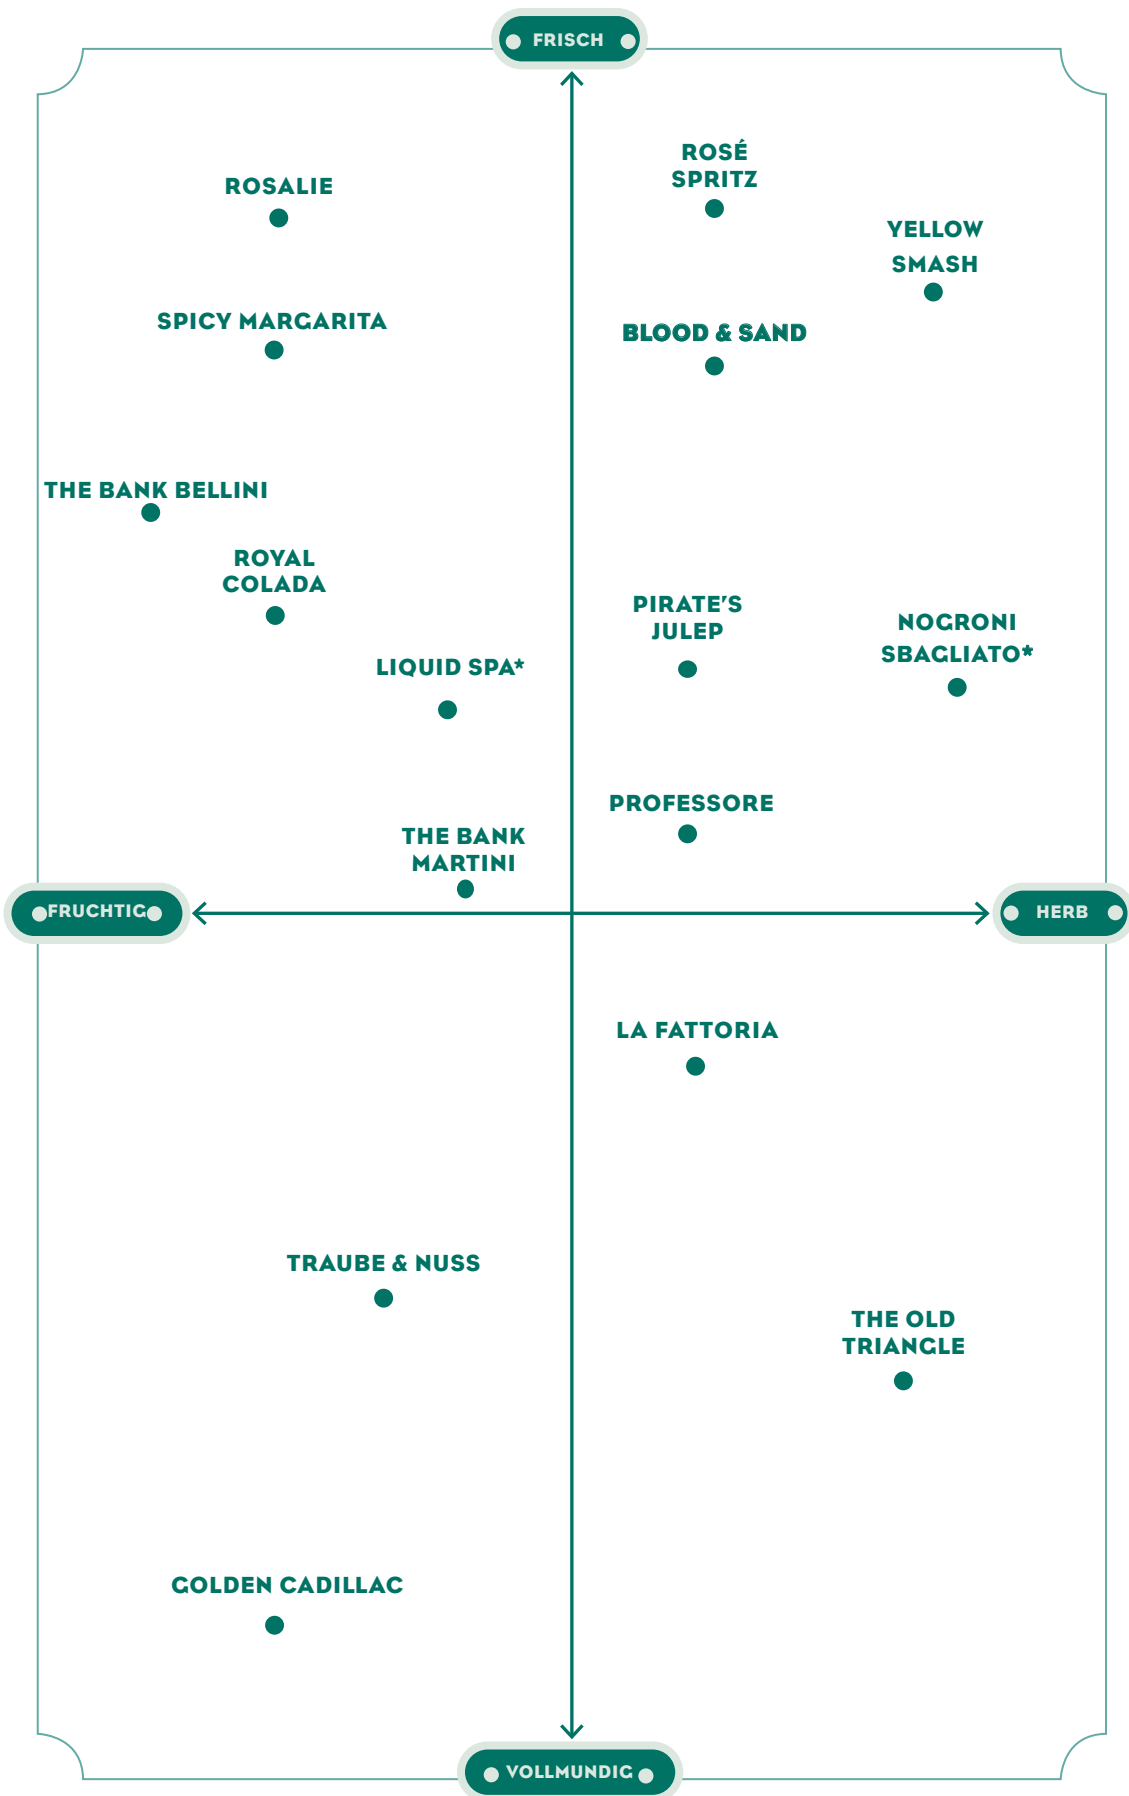 FRISCH
ROSÉ
SPRITZ
ROSALIE
YELLOW
SMASH
SPICY MARGARITA
BLOOD & SAND
THE BANK BELLINI
ROYAL
COLADA
PIRATE'S
JULEP
NOGRONI
SBAGLIATO*
LIQUID SPA*
PROFESSORE
THE BANK
MARTINI
FRUCHTIG
HERB
LA FATTORIA
TRAUBE & NUSS
THE OLD
TRIANGLE
GOLDEN CADILLAC
VOLLMUNDIG